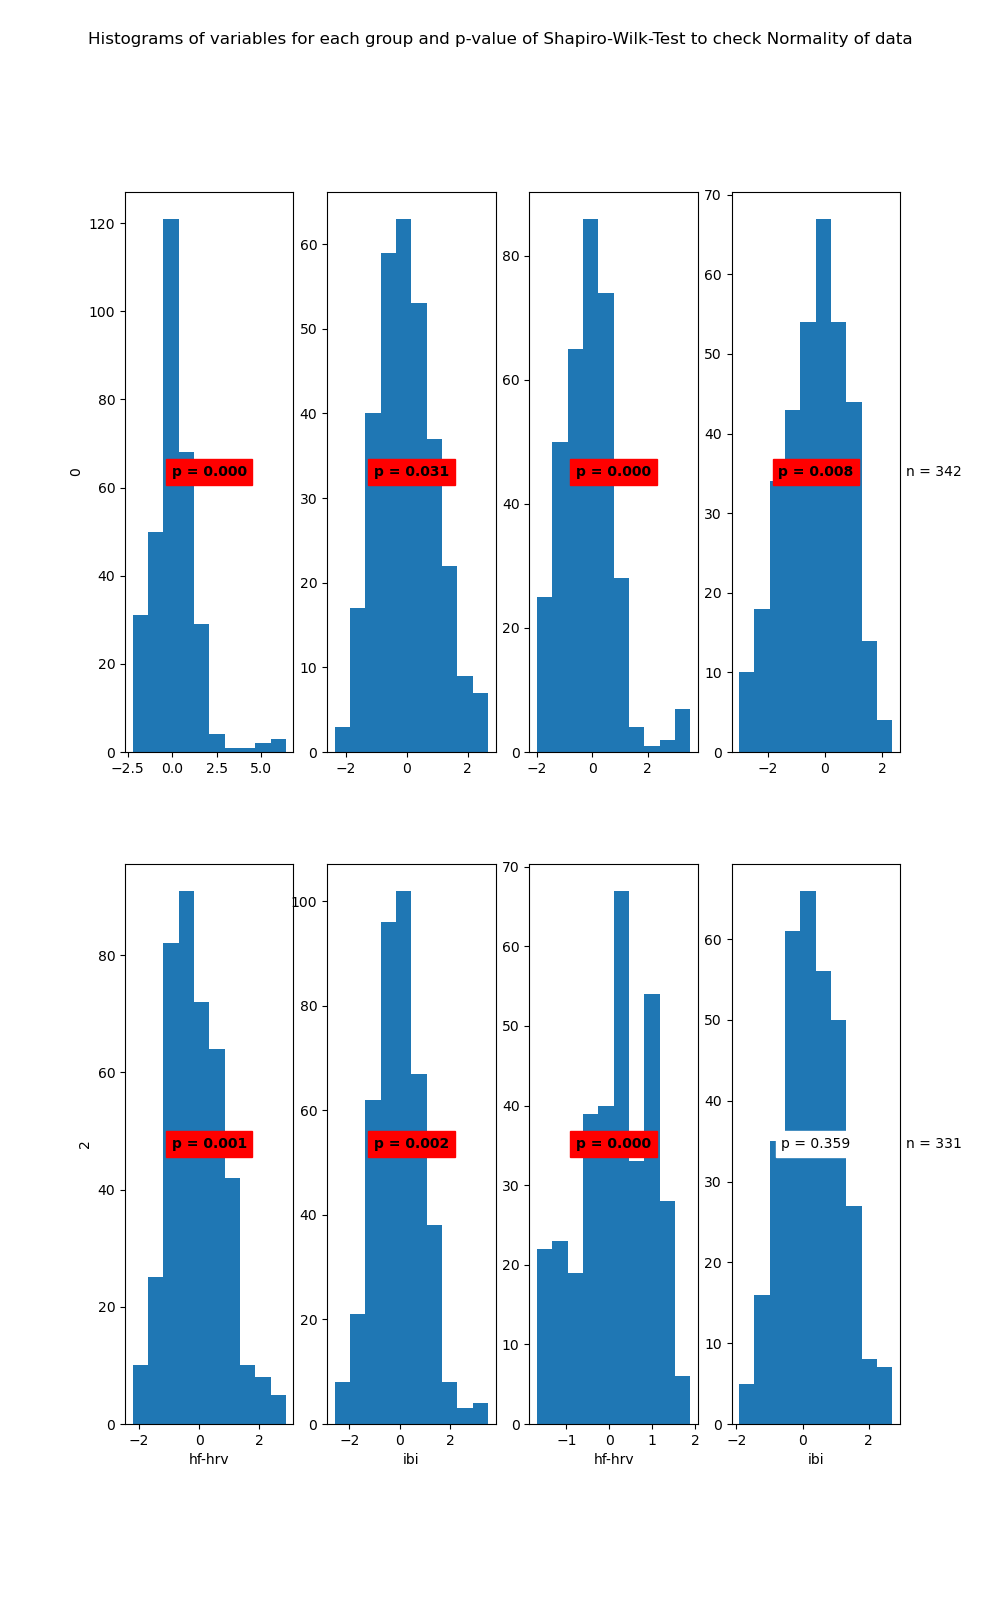 Histograms of variables for each group and p-value of Shapiro-Wilk-Test to check Normality of data
120
100
80
60
40
20
0
−2.5 0.0 2.5 5.0
0
p = 0.000
60
50
40
30
20
10
0
−2 0 2
p = 0.031
80
60
40
20
0
−2 0 2
p = 0.000
70
60
50
40
30
20
10
0
−2 0 2
p = 0.008
n = 342
80
60
40
20
0
−2 0 2
2
p = 0.001
hf-hrv
100
80
60
40
20
0
−2 0 2
p = 0.002
ibi
70
60
50
40
30
20
10
0
−1 0 1 2
p = 0.000
hf-hrv
60
50
40
30
20
10
0
−2 0 2
p = 0.359
ibi
n = 331